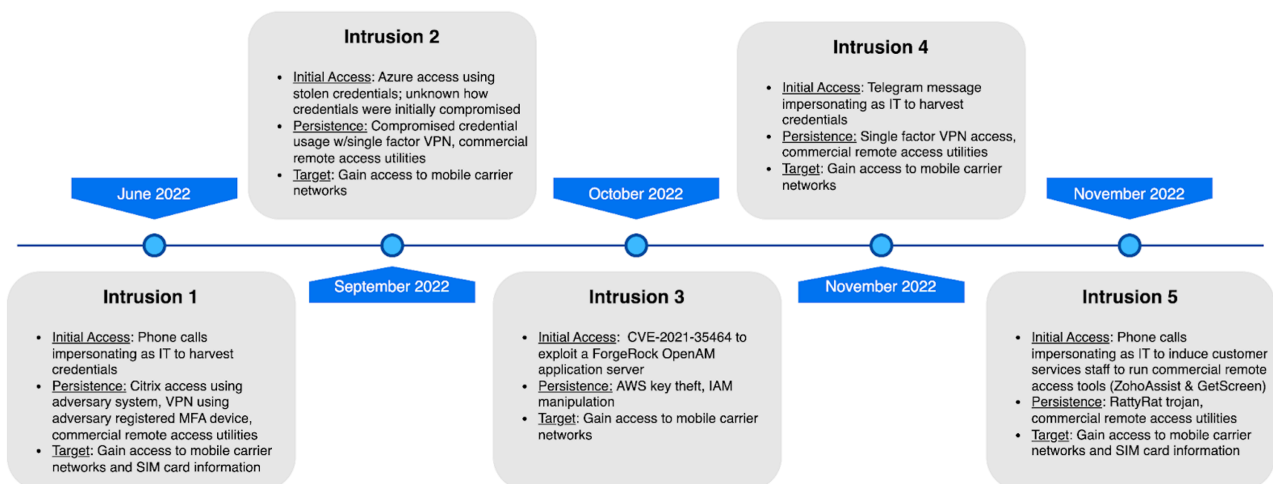 Intrusion 2
• Initial Access: Azure access using
stolen credentials; unknown how
credentials were initially compromised
• Persistence: Compromised credential
usage w/single factor VPN, commercial
remote access utilities
• Target: Gain access to mobile carrier
networks
Intrusion 4
• Initial Access: Telegram message
impersonating as IT to harvest
credentials
• Persistence: Single factor VPN access,
commercial remote access utilities
• Target: Gain access to mobile carrier
networks
June 2022
October 2022
November 2022
September 2022
November 2022
Intrusion 1
• Initial Access: Phone calls
impersonating as IT to harvest
credentials
• Persistence: Citrix access using
adversary system, VPN using
adversary registered MFA device,
commercial remote access utilities
• Target: Gain access to mobile carrier
networks and SIM card information
Intrusion 3
• Initial Access: CVE-2021-35464 to
exploit a ForgeRock OpenAM
application server
• Persistence: AWS key theft, IAM
manipulation
• Target: Gain access to mobile carrier
networks
Intrusion 5
• Initial Access: Phone calls
impersonating as IT to induce customer
services staff to run commercial remote
access tools (ZohoAssist & GetScreen)
• Persistence: RattyRat trojan,
commercial remote access utilities
• Target: Gain access to mobile carrier
networks and SIM card information